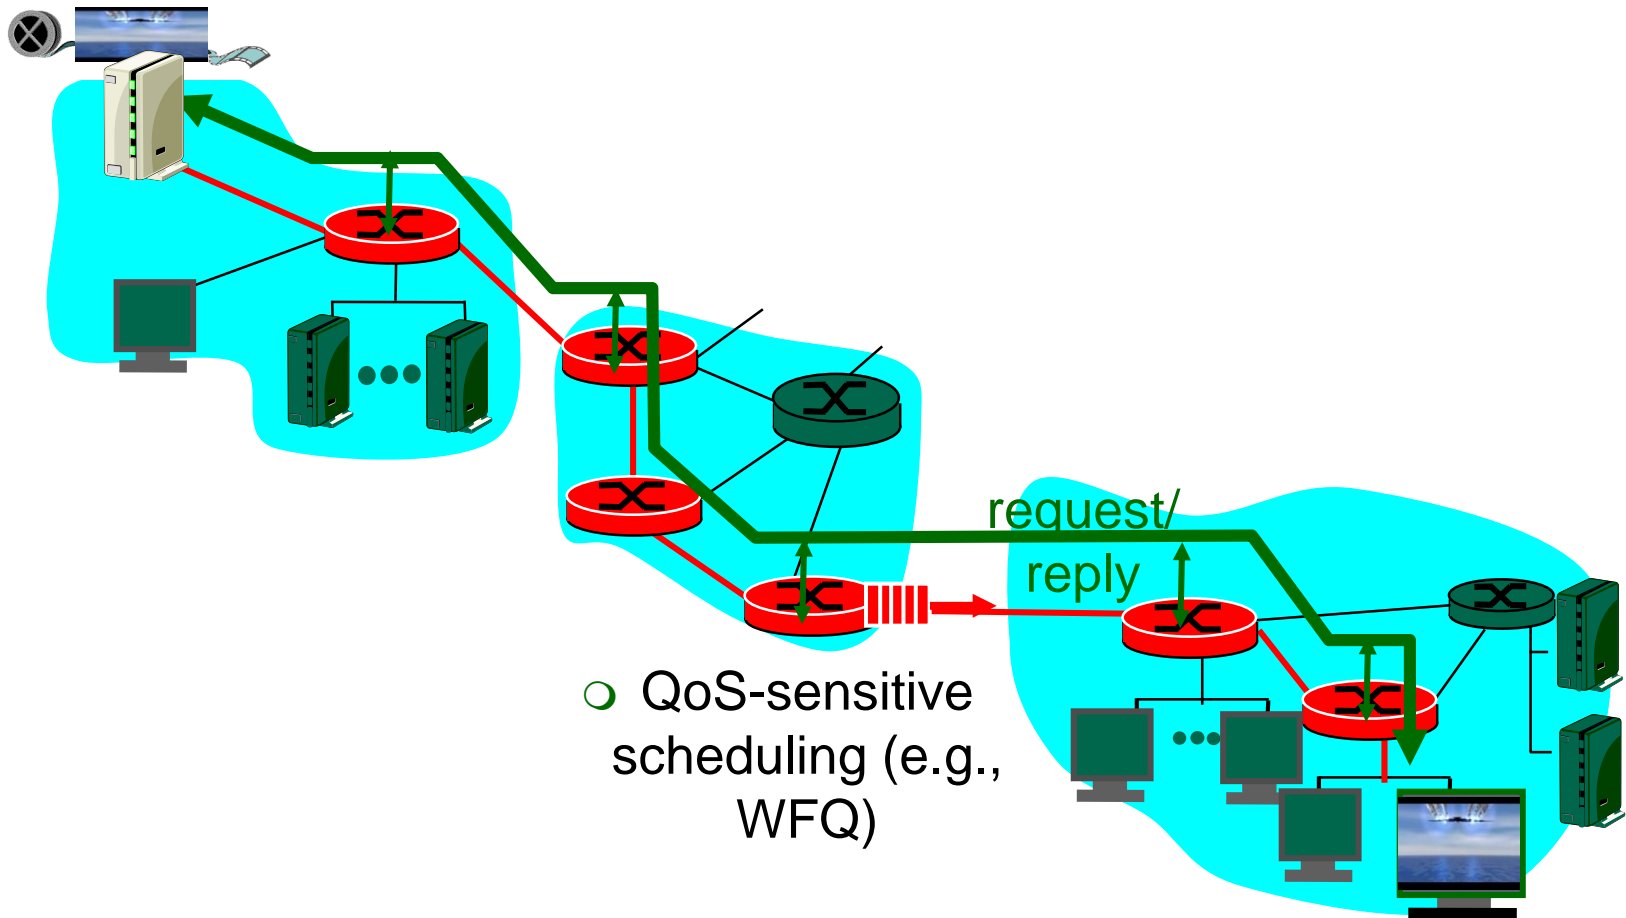 request/
reply
QoS-sensitive
scheduling (e.g.,
WFQ)